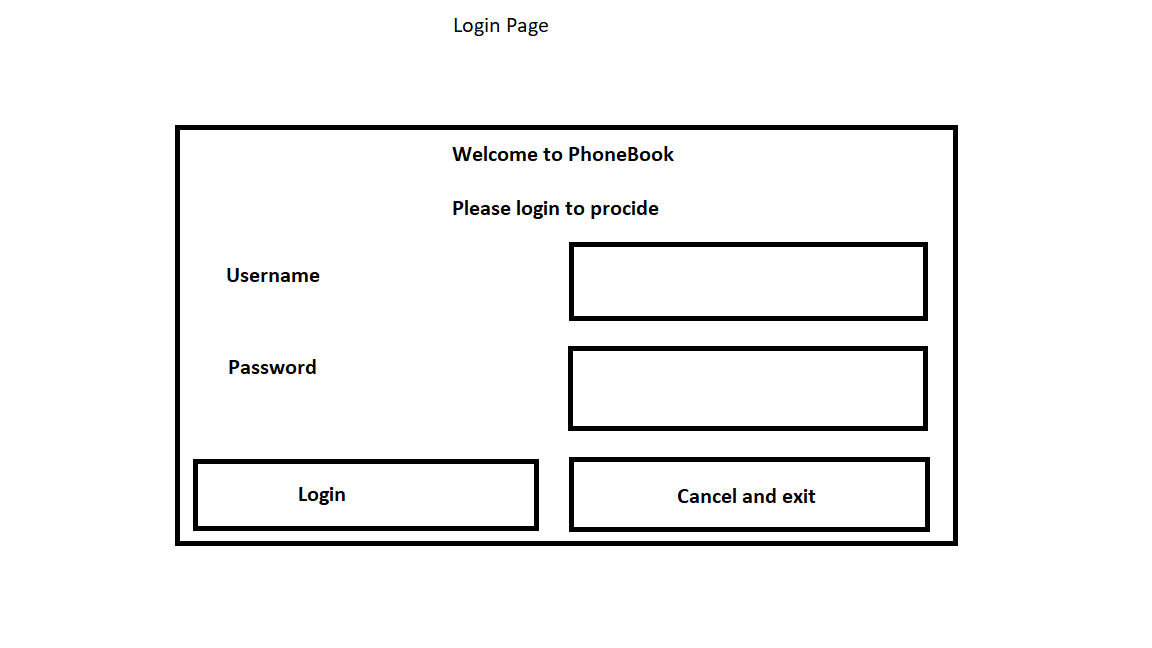 Login Page
Welcome to PhoneBook
Please login to procide
Username
Password
Login
Cancel and exit